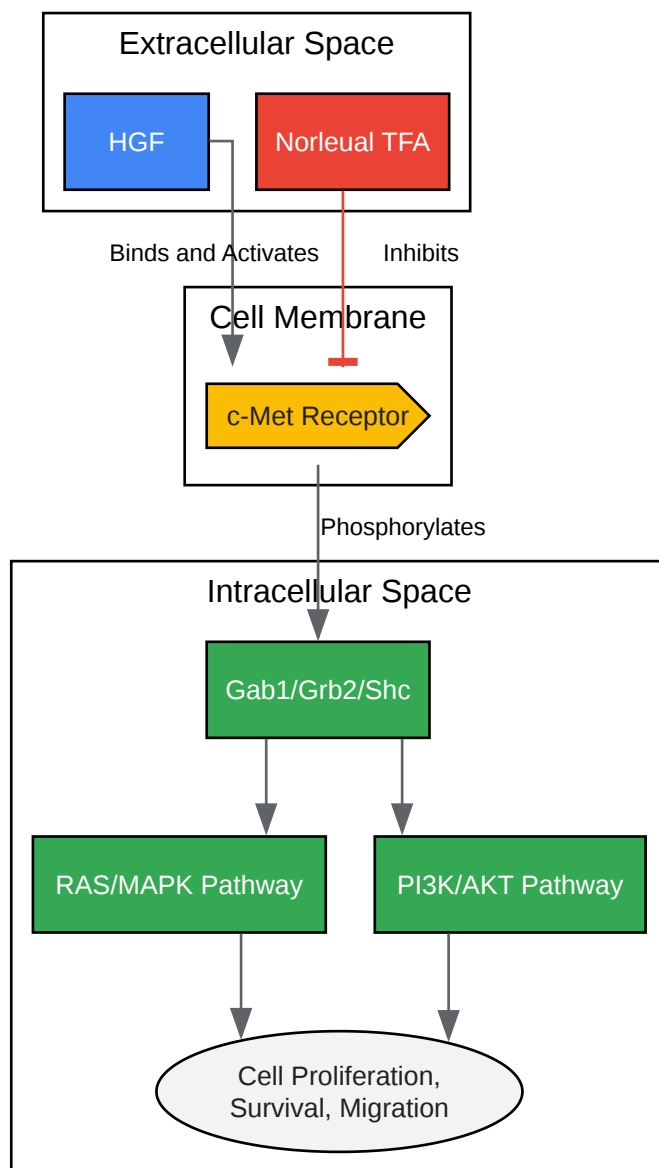 Extracellular Space
HGF
Norleual TFA
Binds and Activates
Inhibits
Cell Membrane
c-Met Receptor
Phosphorylates
Intracellular Space
Gab1/Grb2/Shc
RAS/MAPK Pathway
PI3K/AKT Pathway
Cell Proliferation,
Survival, Migration